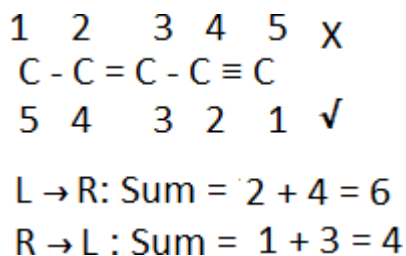 1 2 3 4 5 X
C - C = C - C ≡ C
5 4 3 2 1 √
L → R: Sum = 2 + 4 = 6
R → L : Sum = 1 + 3 = 4